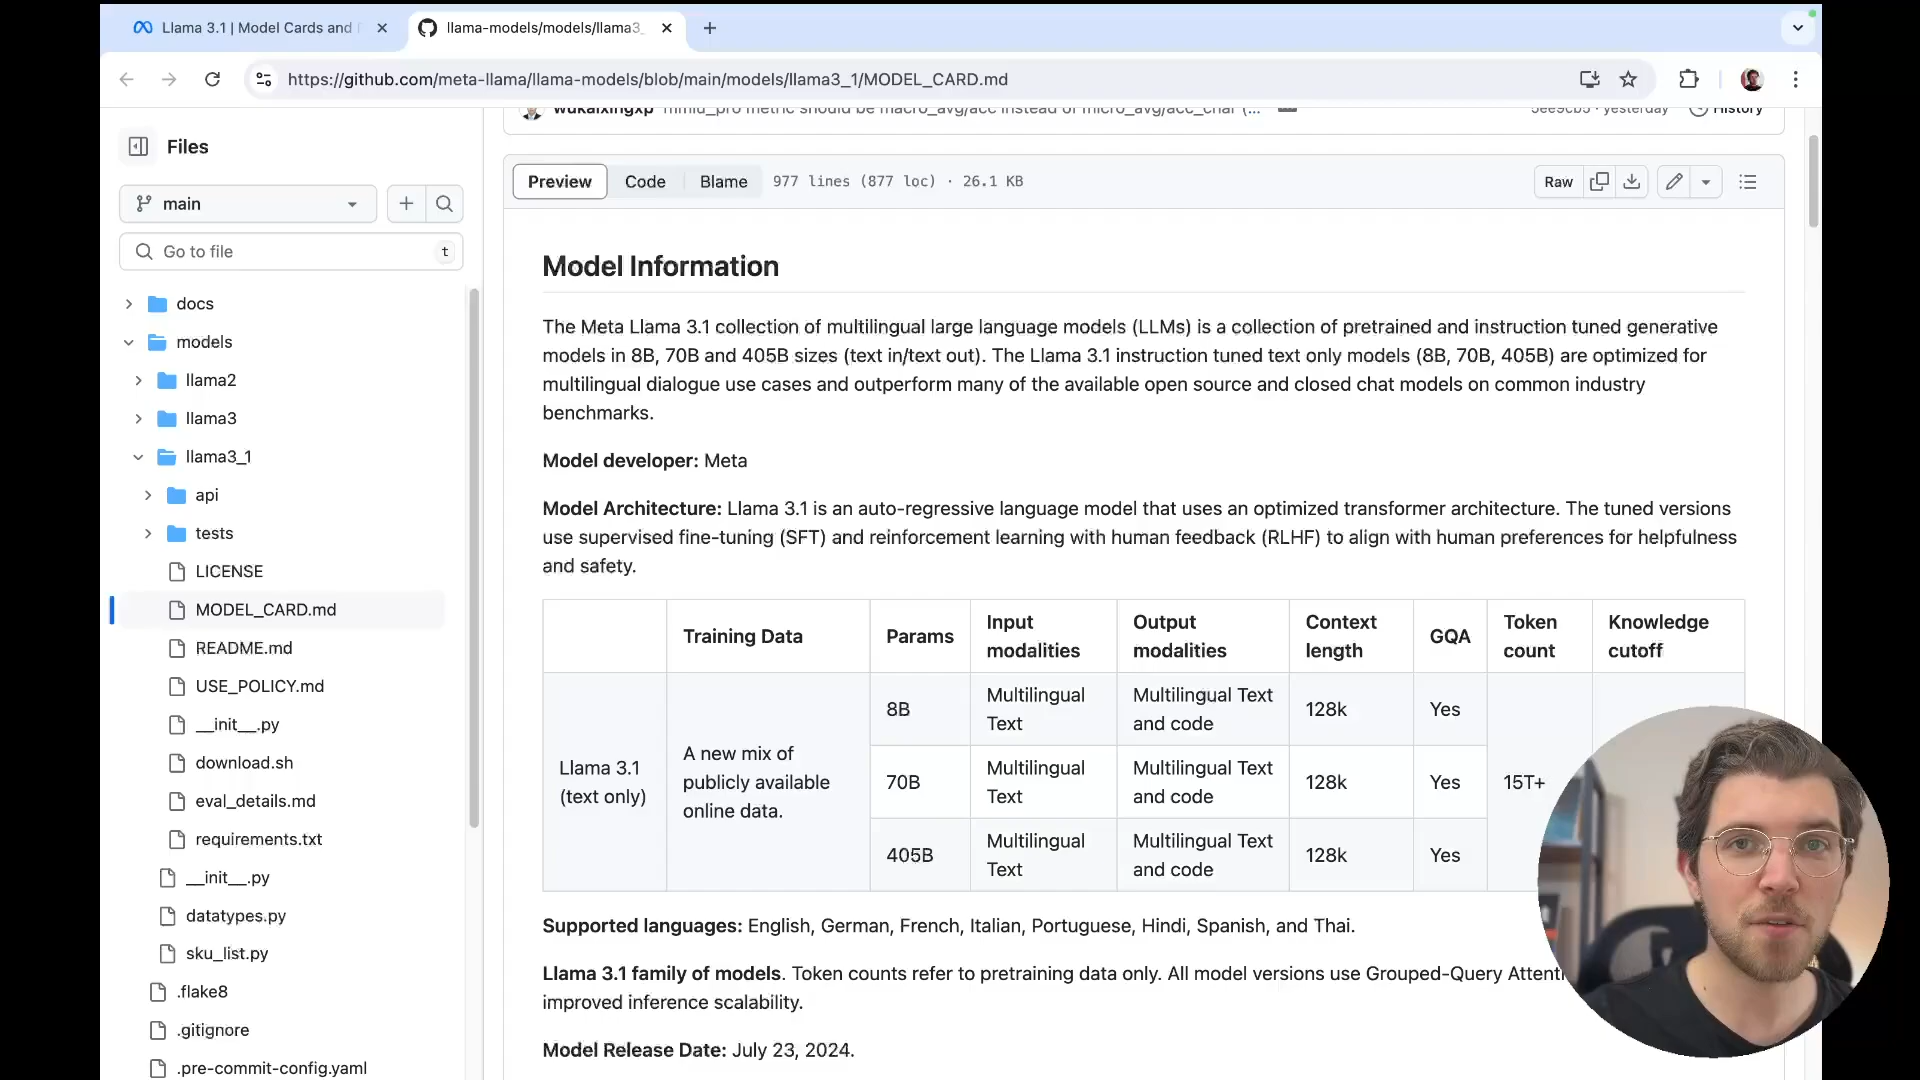 Llama 3.1 | Model Cards and
llama-models/models/llama3_
https://github.com/meta-llama/llama-models/blob/main/models/llama3_1/MODEL_CARD.md
wukaixingxp mmlu_pro metric should be macro_avg/acc instead of micro_avg/acc_char (...
5ee9cb5 · yesterday
History
Files
main
Go to file
t
docs
models
llama2
llama3
llama3_1
api
tests
LICENSE
MODEL_CARD.md
README.md
USE_POLICY.md
__init__.py
download.sh
eval_details.md
requirements.txt
__init__.py
datatypes.py
sku_list.py
.flake8
.gitignore
.pre-commit-config.yaml
Preview Code Blame 977 lines (877 loc) · 26.1 KB
Raw
Model Information
The Meta Llama 3.1 collection of multilingual large language models (LLMs) is a collection of pretrained and instruction tuned generative
models in 8B, 70B and 405B sizes (text in/text out). The Llama 3.1 instruction tuned text only models (8B, 70B, 405B) are optimized for
multilingual dialogue use cases and outperform many of the available open source and closed chat models on common industry
benchmarks.
Model developer: Meta
Model Architecture: Llama 3.1 is an auto-regressive language model that uses an optimized transformer architecture. The tuned versions
use supervised fine-tuning (SFT) and reinforcement learning with human feedback (RLHF) to align with human preferences for helpfulness
and safety.
Training Data Params Input modalities Output modalities Context length GQA Token count Knowledge cutoff
Llama 3.1 (text only) A new mix of publicly available online data.
8B Multilingual Text Multilingual Text and code 128k Yes
70B Multilingual Text Multilingual Text and code 128k Yes 15T+
405B Multilingual Text Multilingual Text and code 128k Yes
Supported languages: English, German, French, Italian, Portuguese, Hindi, Spanish, and Thai.
Llama 3.1 family of models. Token counts refer to pretraining data only. All model versions use Grouped-Query
improved inference scalability.
Model Release Date: July 23, 2024.